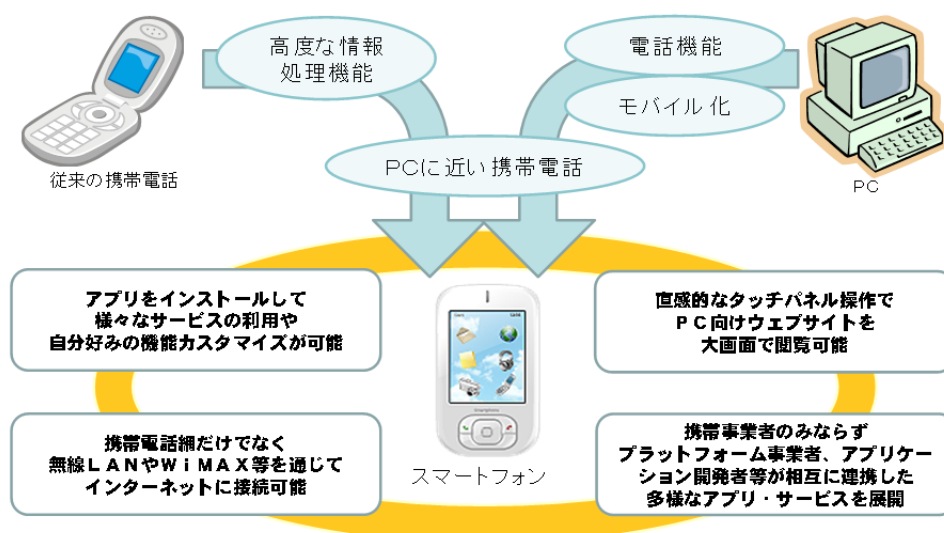 高度な情報
処理機能
電話機能
モバイル化
PCに近い携帯電話
従来の携帯電話
PC
アプリをインストールして
様々なサービスの利用や
自分好みの機能カスタマイズが可能
直感的なタッチパネル操作で
PC向けウェブサイトを
大画面で閲覧可能
携帯電話網だけでなく
無線LANやWiMAX等を通じて
インターネットに接続可能
スマートフォン
携帯事業者のみならず
プラットフォーム事業者、アプリケー
ション開発者等が相互に連携した
多様なアプリ・サービスを展開